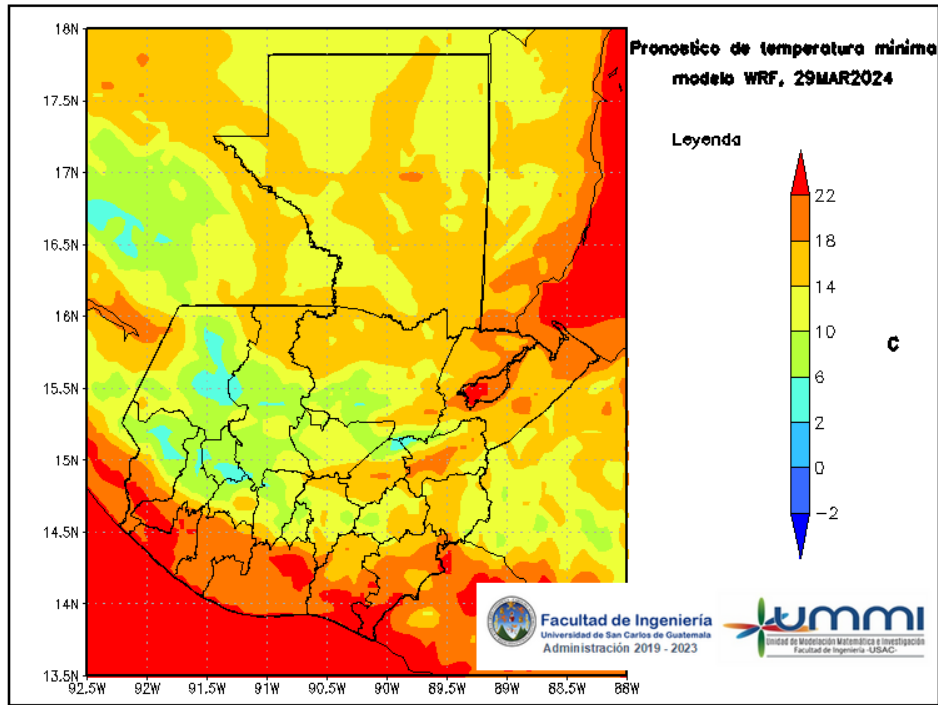 Pronostico de temperatura minima
modelo WRF, 29MAR2024
Leyenda
22
18
14
10
6
2
0
−2
C
18N
17.5N
17N
16.5N
16N
15.5N
15N
14.5N
14N
13.5N
92.5W 92W 91.5W 91W 90.5W 90W 89.5W 89W 88.5W 88W
Facultad de Ingeniería
Universidad de San Carlos de Guatemala
Administración 2019 - 2023
UMMI
Unidad de Modelación Matemática e Investigación
Facultad de Ingeniería -USAC-